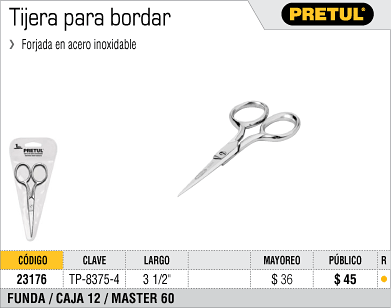 Tijera para bordar
PRETUL®
❯ Forjada en acero inoxidable
PRETUL
CÓDIGO CLAVE LARGO MAYOREO PÚBLICO R
23176 TP-8375-4 3 1/2" $ 36 $ 45 ●
FUNDA / CAJA 12 / MASTER 60